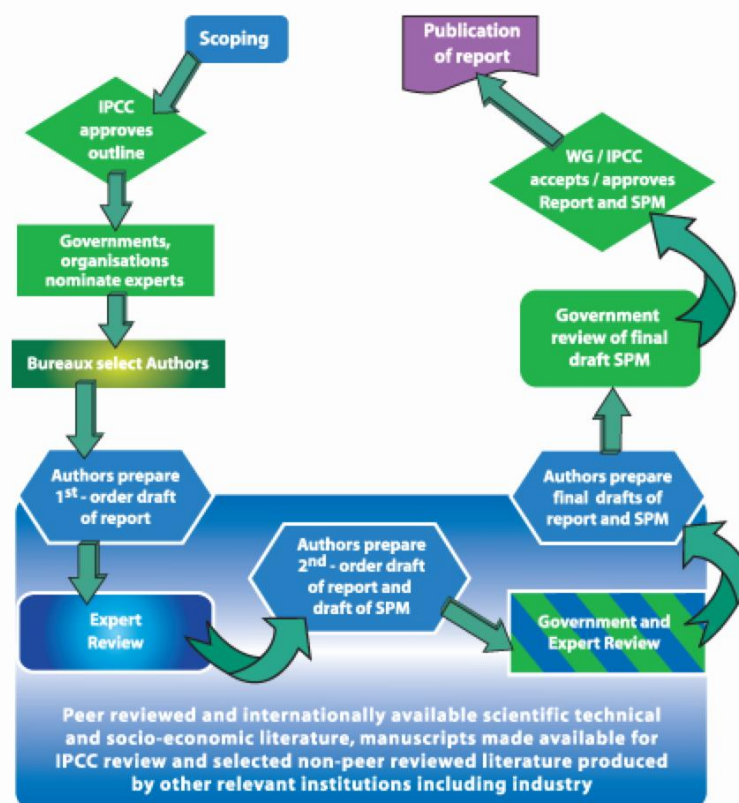 Scoping
IPCC
approves
outline
Governments,
organisations
nominate experts
Bureaux select Authors
Authors prepare
1st - order draft
of report
Expert
Review
Authors prepare
2nd - order draft
of report and
draft of SPM
Government and
Expert Review
Authors prepare
final drafts of
report and SPM
Government
review of final
draft SPM
WG / IPCC
accepts / approves
Report and SPM
Publication
of report
Peer reviewed and internationally available scientific technical
and socio-economic literature, manuscripts made available for
IPCC review and selected non-peer reviewed literature produced
by other relevant institutions including industry